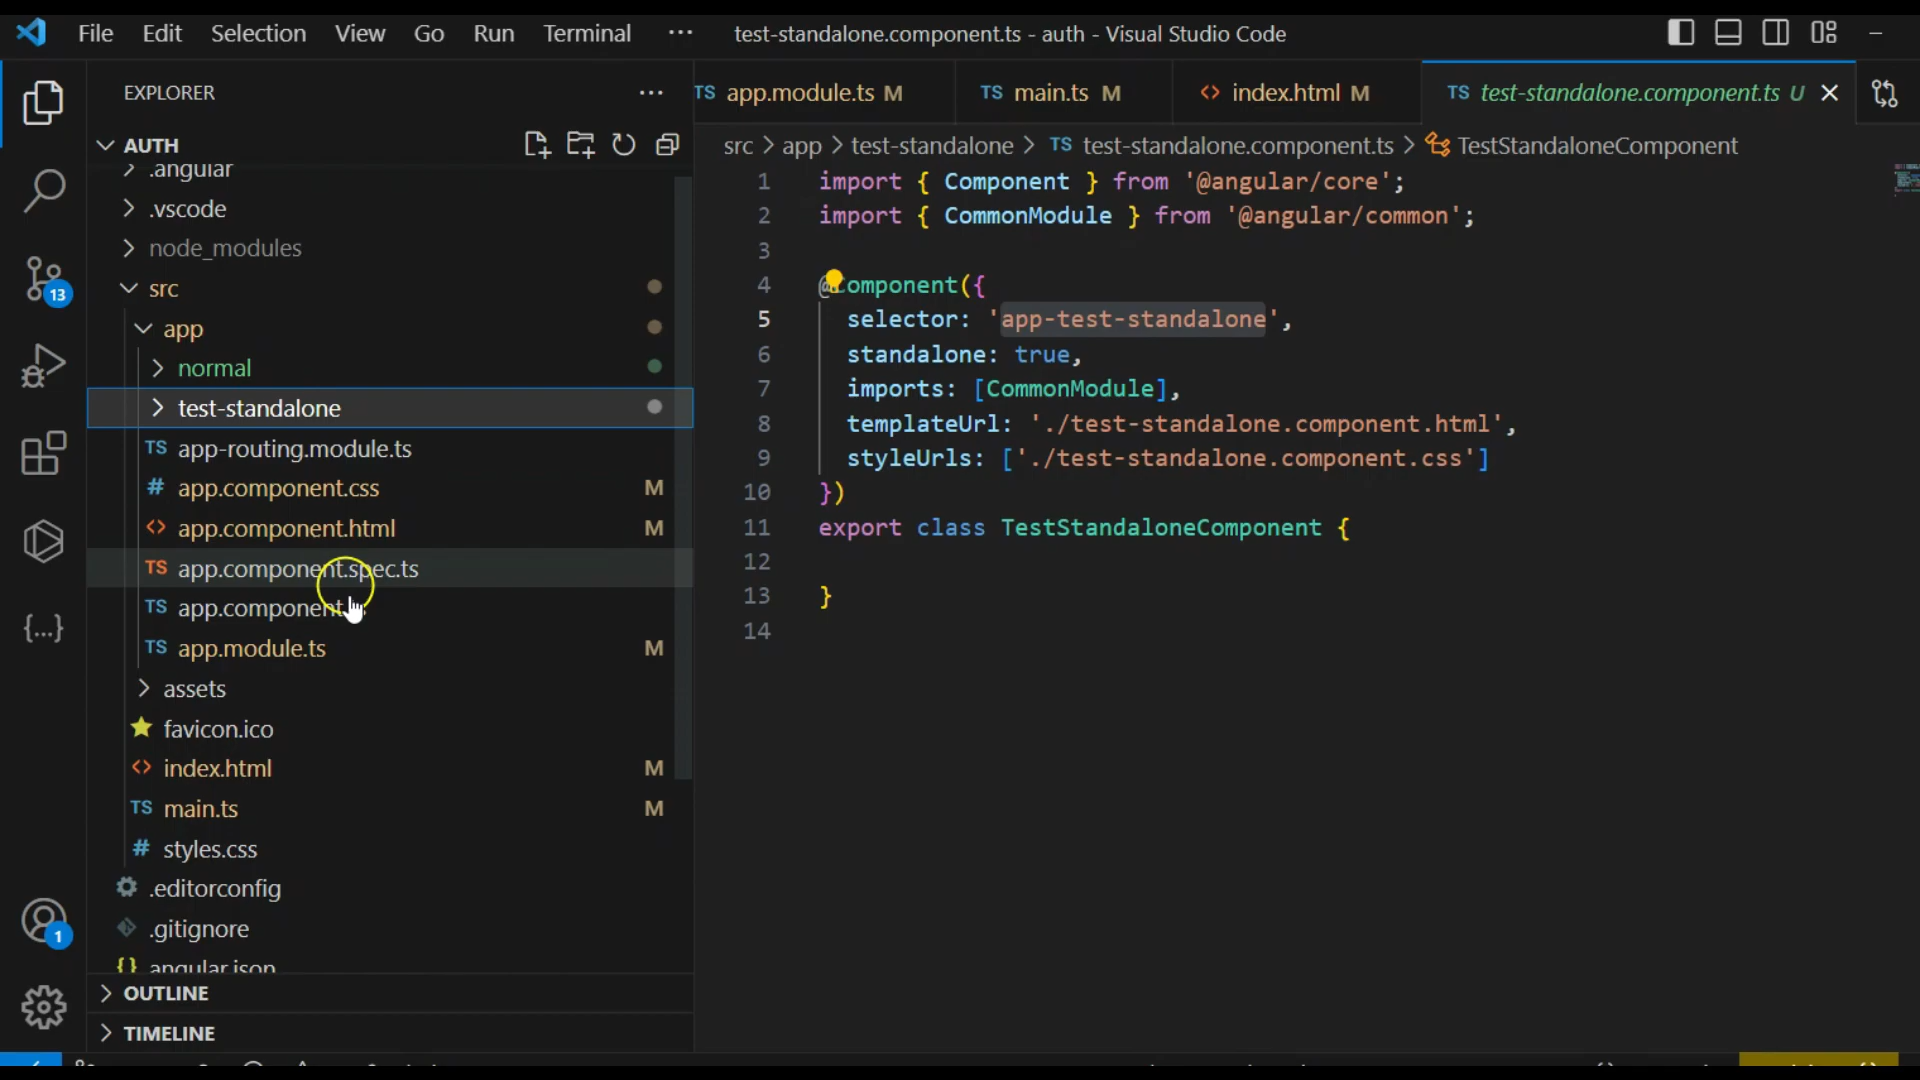 File Edit Selection View Go Run Terminal ··· test-standalone.component.ts - auth - Visual Studio Code
EXPLORER ···
TS app.module.ts M TS main.ts M <> index.html M TS test-standalone.component.ts U
AUTH
src > app > test-standalone > TS test-standalone.component.ts > TestStandaloneComponent
.angular
.vscode
node_modules
src
app
normal
test-standalone
TS app-routing.module.ts
# app.component.css M
<> app.component.html M
TS app.component.spec.ts
TS app.component.ts
TS app.module.ts M
assets
favicon.ico
<> index.html M
TS main.ts M
# styles.css
.editorconfig
.gitignore
{} angular.json
OUTLINE
TIMELINE
13
1
{...}
1 import { Component } from '@angular/core';
2 import { CommonModule } from '@angular/common';
3
4 @Component({
5 selector: 'app-test-standalone',
6 standalone: true,
7 imports: [CommonModule],
8 templateUrl: './test-standalone.component.html',
9 styleUrls: ['./test-standalone.component.css']
10 })
11 export class TestStandaloneComponent {
12
13 }
14